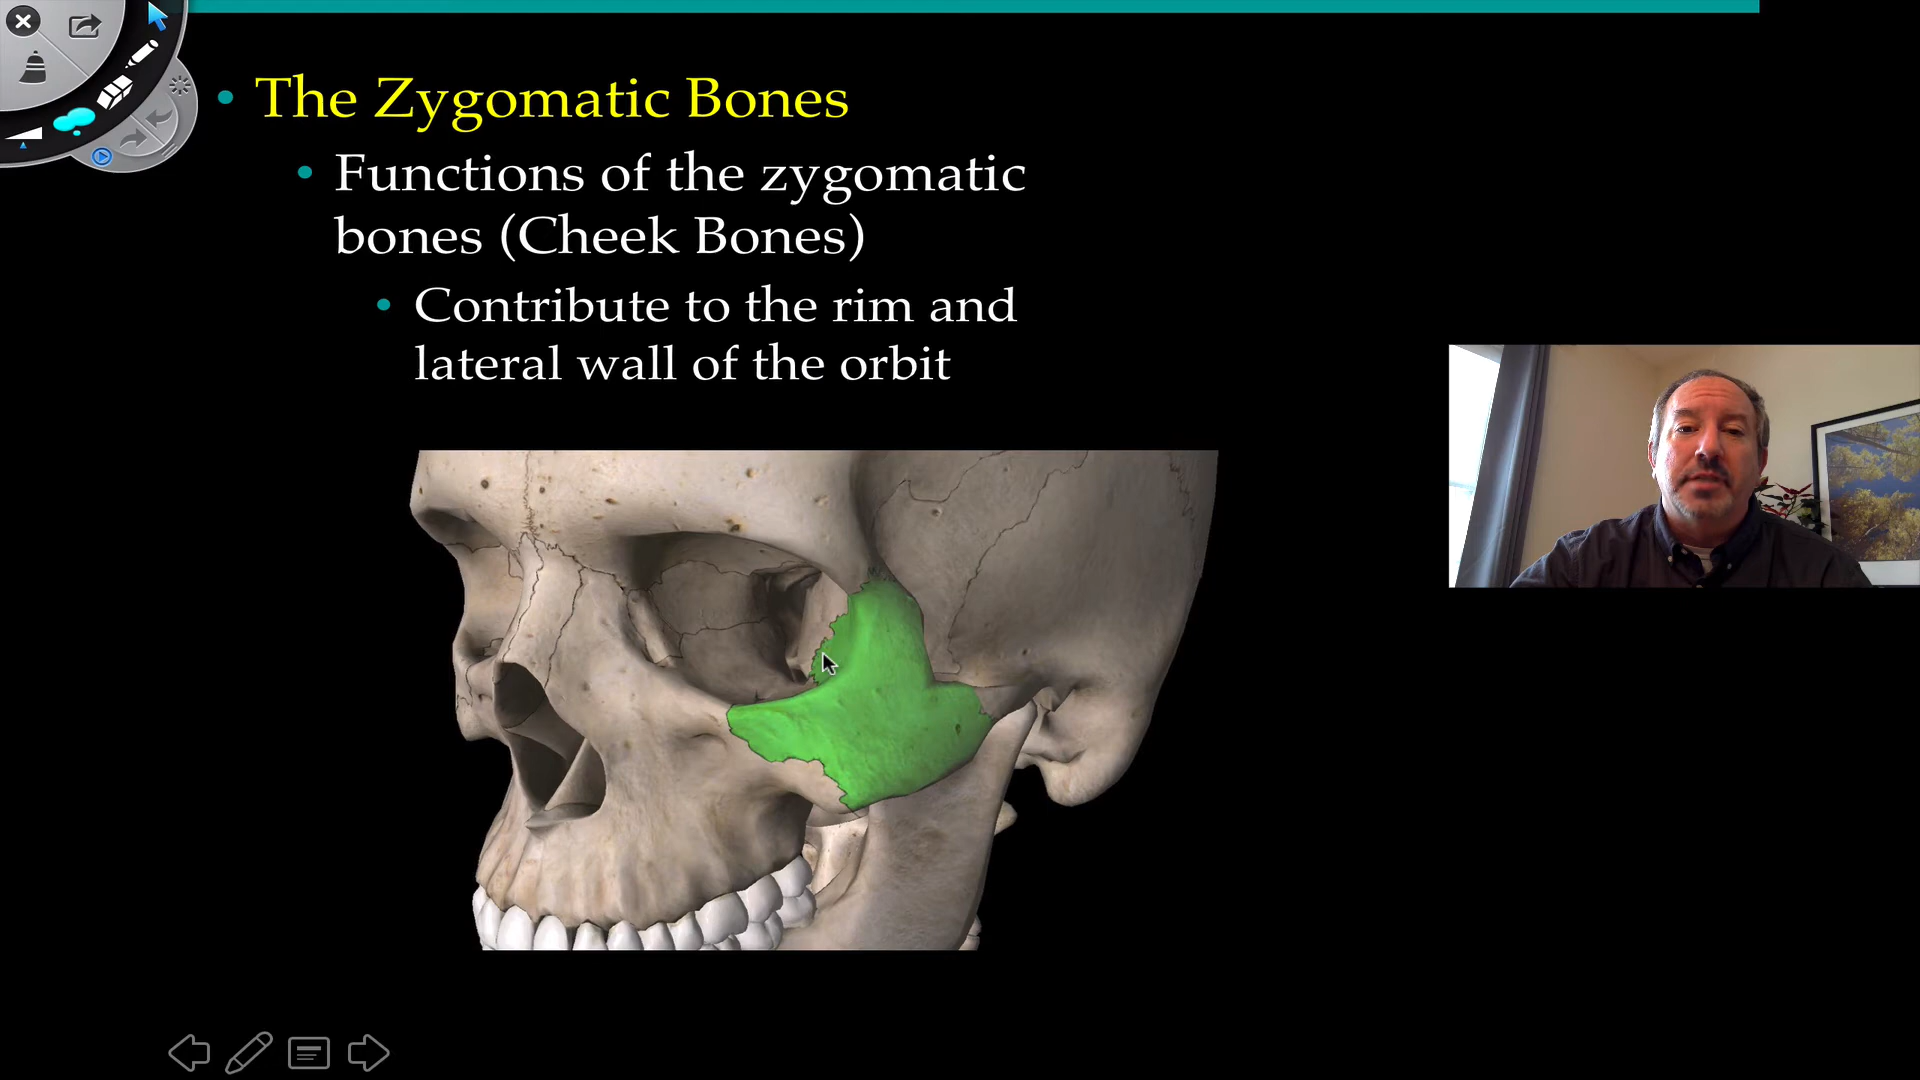 The Zygomatic Bones
Functions of the zygomatic
bones (Cheek Bones)
Contribute to the rim and
lateral wall of the orbit